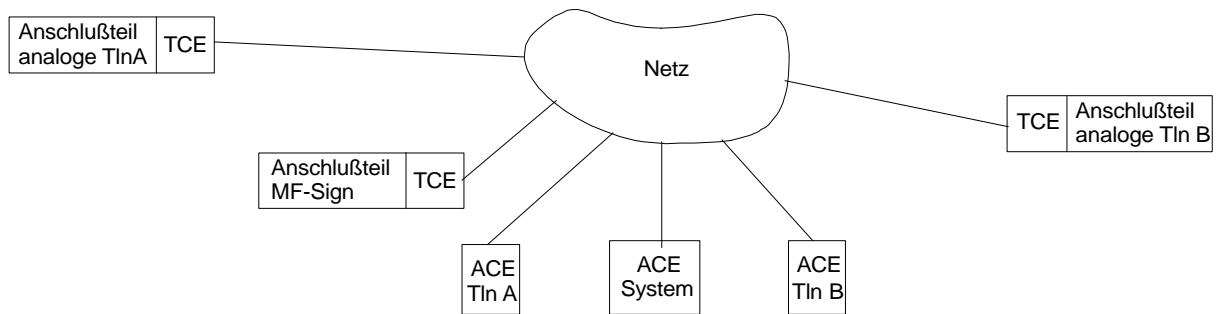 Anschlußteil
analoge TlnA
TCE
Netz
TCE
Anschlußteil
analoge Tln B
Anschlußteil
MF-Sign
TCE
ACE
Tln A
ACE
System
ACE
Tln B